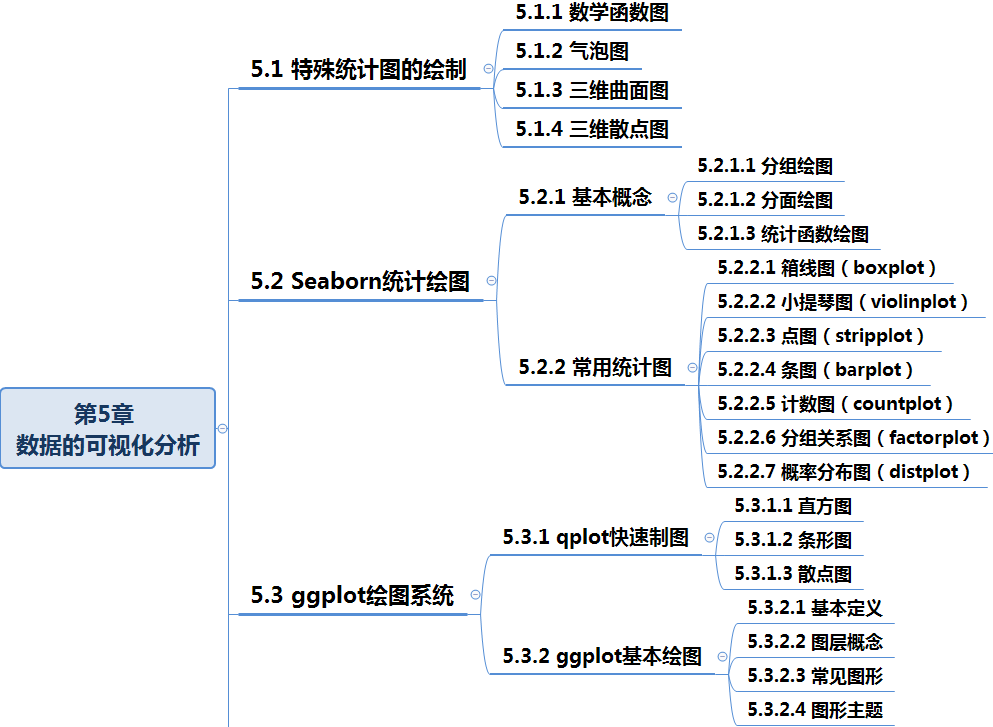 第5章
数据的可视化分析
5.1 特殊统计图的绘制
5.1.1 数学函数图
5.1.2 气泡图
5.1.3 三维曲面图
5.1.4 三维散点图
5.2 Seaborn统计绘图
5.2.1 基本概念
5.2.1.1 分组绘图
5.2.1.2 分面绘图
5.2.1.3 统计函数绘图
5.2.2 常用统计图
5.2.2.1 箱线图（boxplot）
5.2.2.2 小提琴图（violinplot）
5.2.2.3 点图（stripplot）
5.2.2.4 条图（barplot）
5.2.2.5 计数图（countplot）
5.2.2.6 分组关系图（factorplot）
5.2.2.7 概率分布图（distplot）
5.3 ggplot绘图系统
5.3.1 qplot快速制图
5.3.1.1 直方图
5.3.1.2 条形图
5.3.1.3 散点图
5.3.2 ggplot基本绘图
5.3.2.1 基本定义
5.3.2.2 图层概念
5.3.2.3 常见图形
5.3.2.4 图形主题